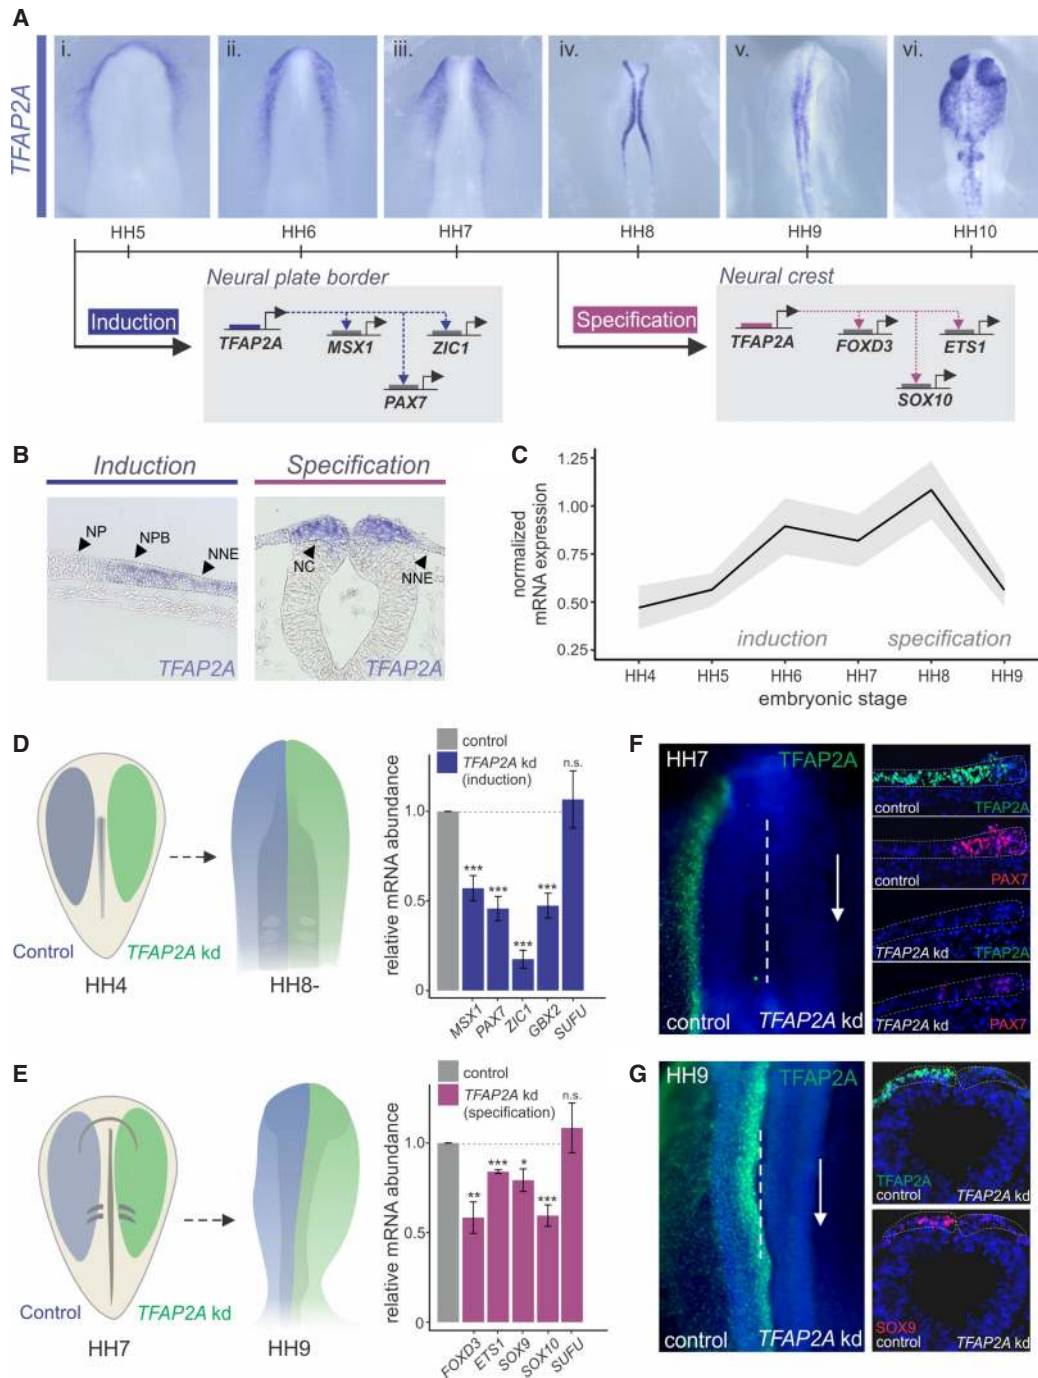 A
TFAP2A
i.
ii.
iii.
iv.
v.
vi.
HH5
HH6
HH7
HH8
HH9
HH10
Induction
Neural plate border
TFAP2A
MSX1
ZIC1
PAX7
Specification
Neural crest
TFAP2A
FOXD3
ETS1
SOX10
B
Induction
Specification
NP
NPB
NNE
TFAP2A
NC
NNE
TFAP2A
C
normalized
mRNA expression
1.25
1.00
0.75
0.50
0.25
induction
specification
HH4
HH5
HH6
HH7
HH8
HH9
embryonic stage
D
Control
TFAP2A kd
HH4
HH8-
relative mRNA abundance
control
TFAP2A kd
(induction)
n.s.
1.0
0.5
0
***
***
***
***
MSX1
PAX7
ZIC1
GBX2
SUFU
E
Control
TFAP2A kd
HH7
HH9
relative mRNA abundance
control
TFAP2A kd
(specification)
n.s.
1.0
0.5
0
**
***
*
***
FOXD3
ETS1
SOX9
SOX10
SUFU
F
HH7
TFAP2A
control
TFAP2A kd
control
TFAP2A
control
PAX7
TFAP2A kd
TFAP2A
TFAP2A kd
PAX7
G
HH9
TFAP2A
control
TFAP2A kd
TFAP2A
control
TFAP2A kd
SOX9
control
TFAP2A kd